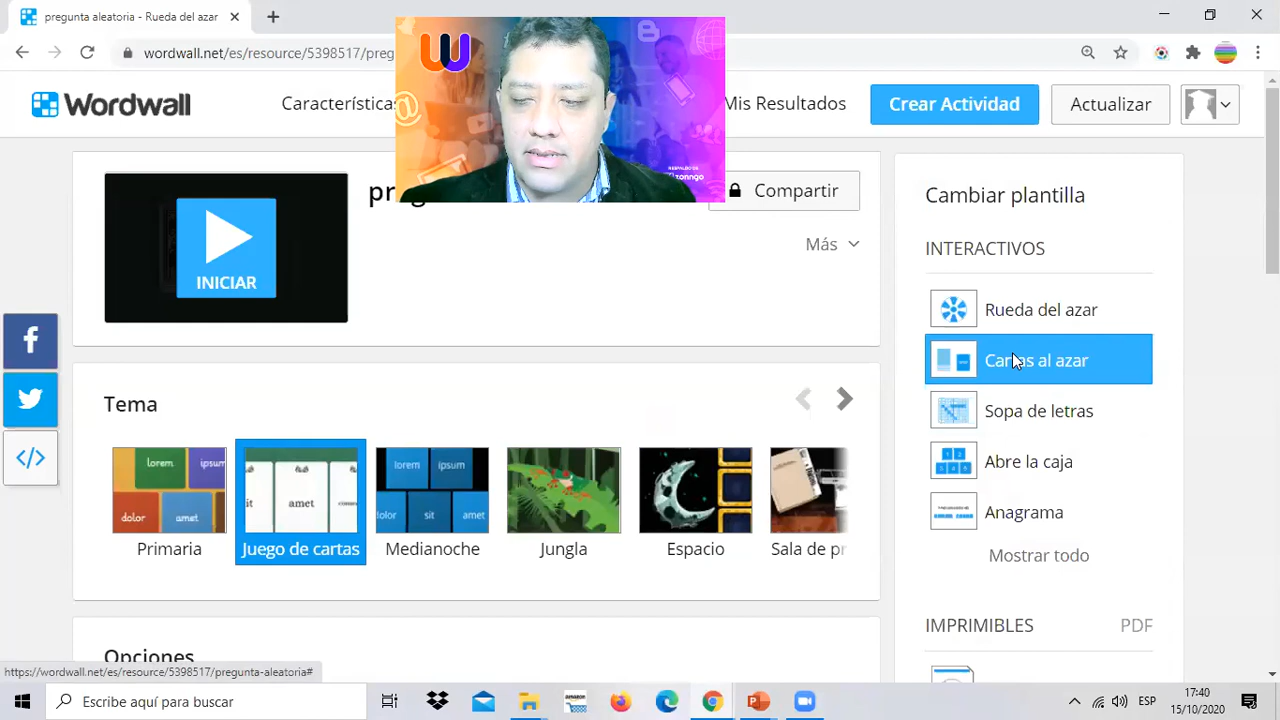 pregunta aleatoria - Rueda del azar
wordwall.net/es/resource/5398517/preg
Wordwall
Características
Mis Resultados
Crear Actividad
Actualizar
INICIAR
Compartir
Más
Cambiar plantilla
INTERACTIVOS
Rueda del azar
Cartas al azar
Sopa de letras
Abre la caja
Anagrama
Mostrar todo
IMPRIMIBLES PDF
Tema
lorem ipsum
dolor amet
sit amet
lorem ipsum
dolor sit amet
Primaria
Juego de cartas
Medianoche
Jungla
Espacio
Sala de pr
Opciones
https://wordwall.net/es/resource/5398517/pregunta-aleatoria#
Escribe aquí para buscar
amazon
ESP
17:40
15/10/2020